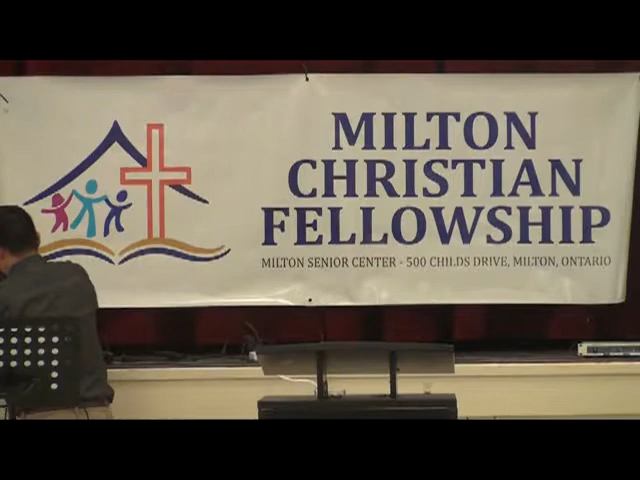 MILTON
CHRISTIAN
FELLOWSHIP
MILTON SENIOR CENTER - 500 CHILDS DRIVE, MILTON, ONTARIO